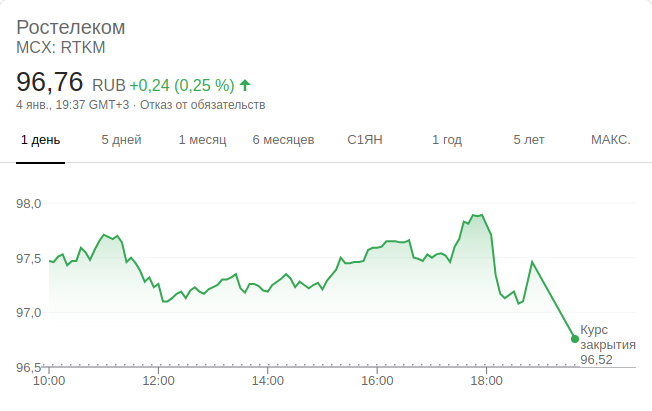 Ростелеком
MCX: RTKM
96,76 RUB +0,24 (0,25 %)
4 янв., 19:37 GMT+3 · Отказ от обязательств
1 день 5 дней 1 месяц 6 месяцев С1ЯН 1 год 5 лет МАКС.
98,0
97,5
97,0
Курс
закрытия
96,52
96,5
10:00 12:00 14:00 16:00 18:00